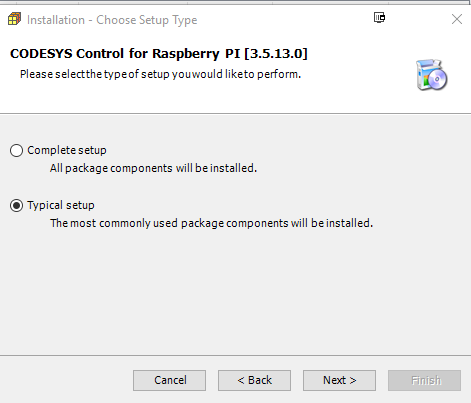 Installation - Choose Setup Type
CODESYS Control for Raspberry PI [3.5.13.0]
Please select the type of setup you would like to perform.
Complete setup
All package components will be installed.
Typical setup
The most commonly used package components will be installed.
Cancel
< Back
Next >
Finish